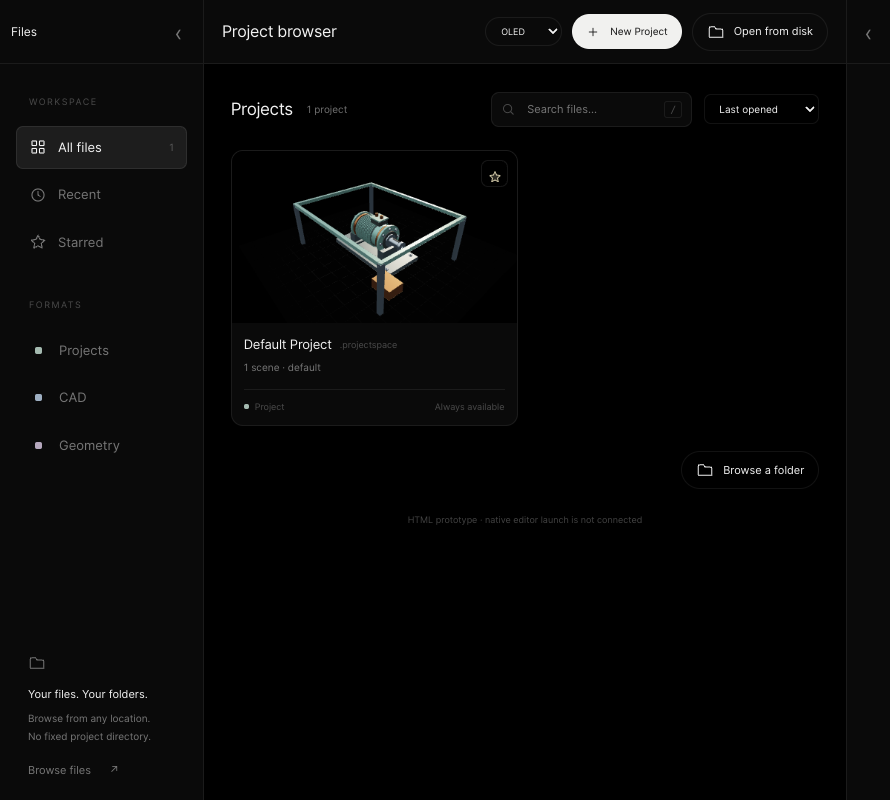 Files
Project browser
OLED
New Project
Open from disk
WORKSPACE
All files
1
Recent
Starred
FORMATS
Projects
CAD
Geometry
Your files. Your folders.
Browse from any location.
No fixed project directory.
Browse files
Projects
1 project
Search files...
/
Last opened
Default Project
.projectspace
1 scene · default
Project
Always available
Browse a folder
HTML prototype · native editor launch is not connected